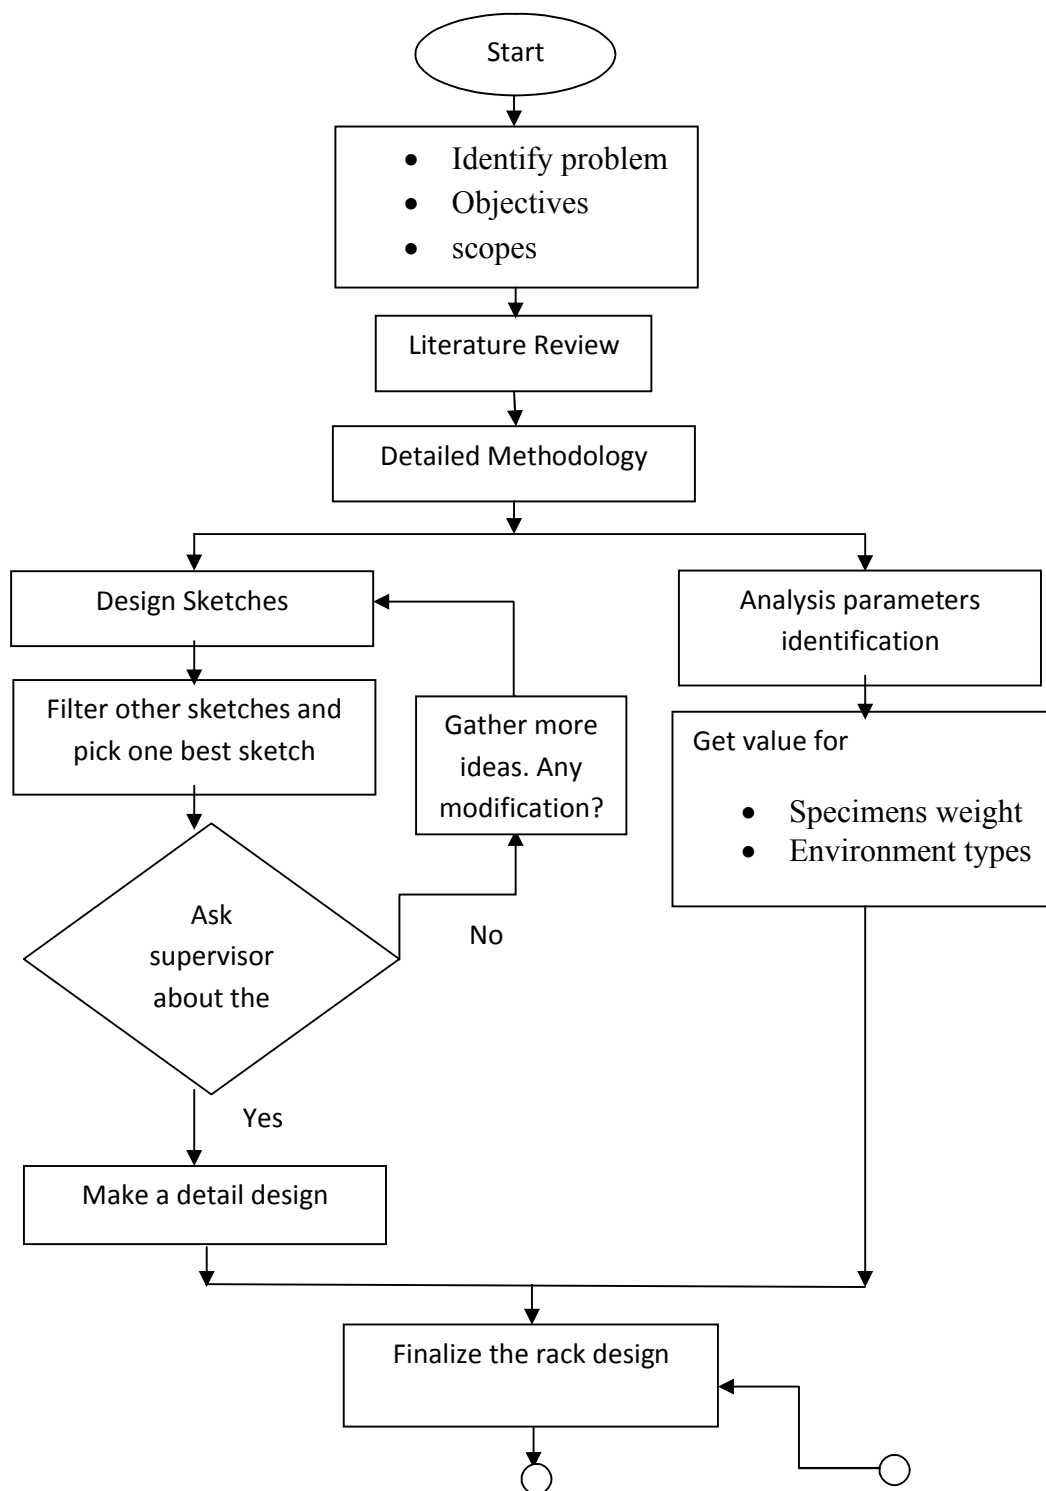 Start
• Identify problem
• Objectives
• scopes
Literature Review
Detailed Methodology
Design Sketches
Filter other sketches and
pick one best sketch
Gather more
ideas. Any
modification?
Ask
supervisor
about the
No
Yes
Make a detail design
Analysis parameters
identification
Get value for
• Specimens weight
• Environment types
Finalize the rack design